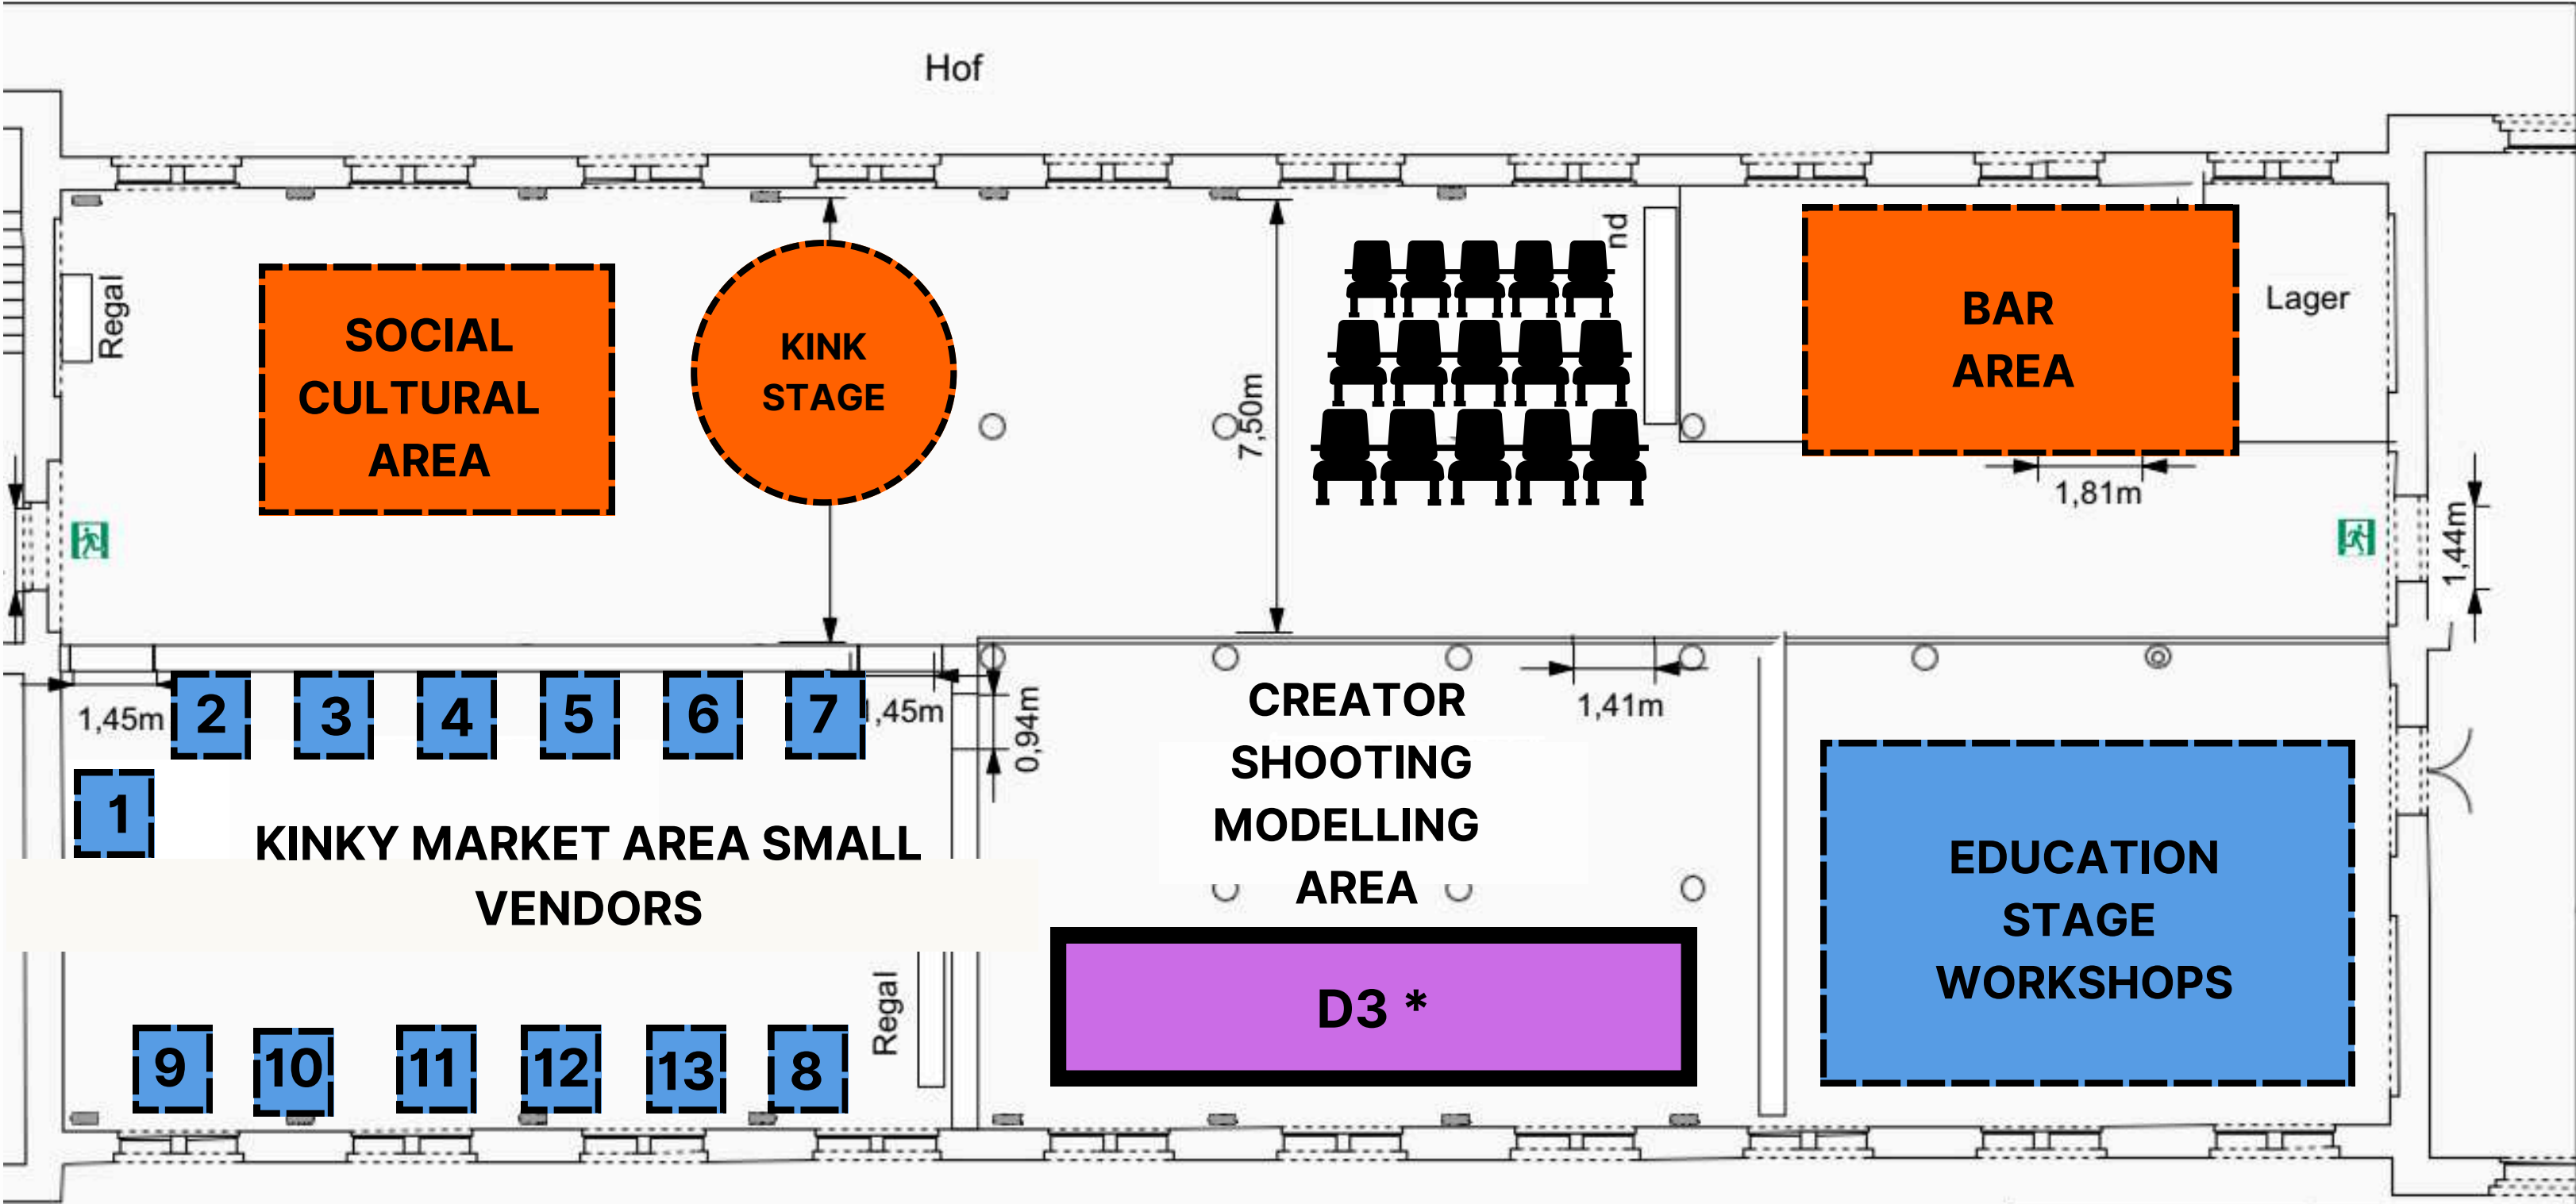 Hof
Regal
SOCIAL
CULTURAL
AREA
KINK
STAGE
7,50m
nd
BAR
AREA
Lager
1,81m
1,44m
1,45m
2
3
4
5
6
7
1,45m
0,94m
1
KINKY MARKET AREA SMALL
VENDORS
CREATOR
SHOOTING
MODELLING
AREA
1,41m
D3 *
EDUCATION
STAGE
WORKSHOPS
Regal
9
10
11
12
13
8